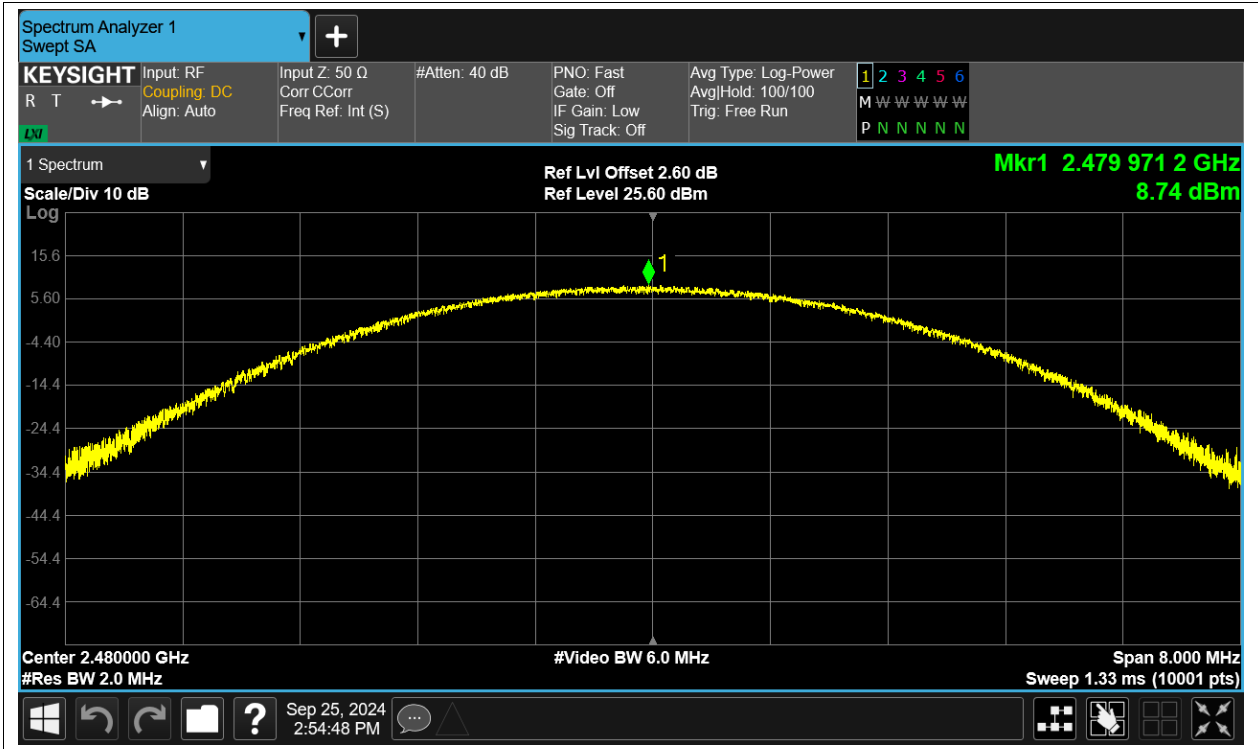 Spectrum Analyzer 1
Swept SA
KEYSIGHT
R T
LXI
Input: RF
Coupling: DC
Align: Auto
Input Z: 50 Ω
Corr CCorr
Freq Ref: Int (S)
#Atten: 40 dB
PNO: Fast
Gate: Off
IF Gain: Low
Sig Track: Off
Avg Type: Log-Power
Avg|Hold: 100/100
Trig: Free Run
1 2 3 4 5 6
M W W W W W
P N N N N N
1 Spectrum
Scale/Div 10 dB
Log
Ref Lvl Offset 2.60 dB
Ref Level 25.60 dBm
Mkr1 2.479 971 2 GHz
8.74 dBm
1
15.6
5.60
-4.40
-14.4
-24.4
-34.4
-44.4
-54.4
-64.4
Center 2.480000 GHz
#Res BW 2.0 MHz
#Video BW 6.0 MHz
Span 8.000 MHz
Sweep 1.33 ms (10001 pts)
?
Sep 25, 2024
2:54:48 PM